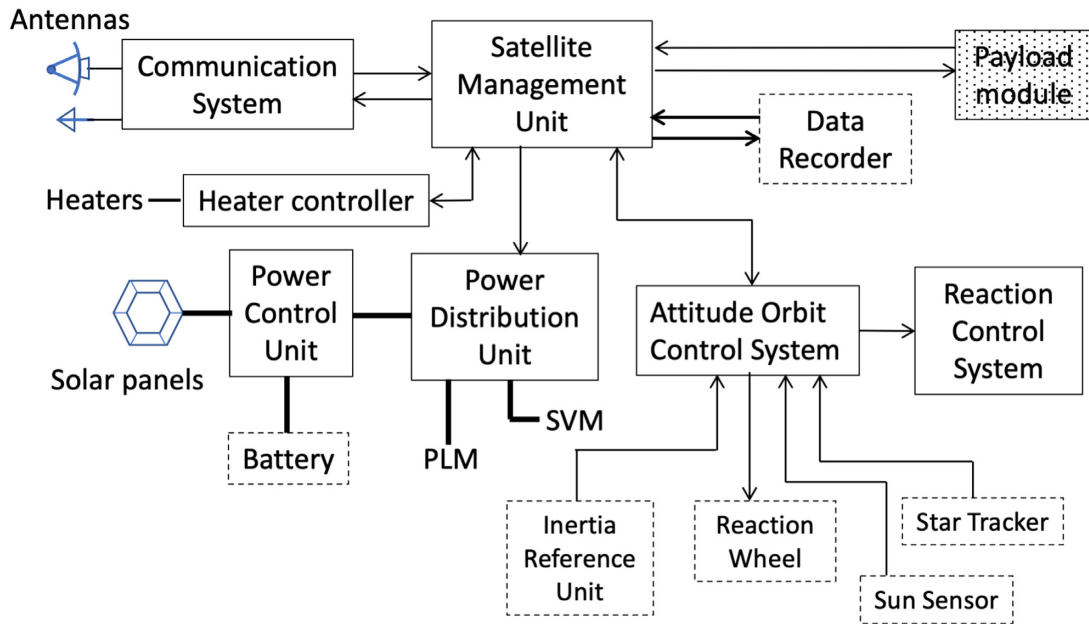 Antennas
Communication
System
Satellite
Management
Unit
Payload
module
Data
Recorder
Heaters
Heater controller
Power
Control
Unit
Power
Distribution
Unit
Attitude Orbit
Control System
Reaction
Control
System
Solar panels
SVM
PLM
Battery
Inertia
Reference
Unit
Reaction
Wheel
Star Tracker
Sun Sensor